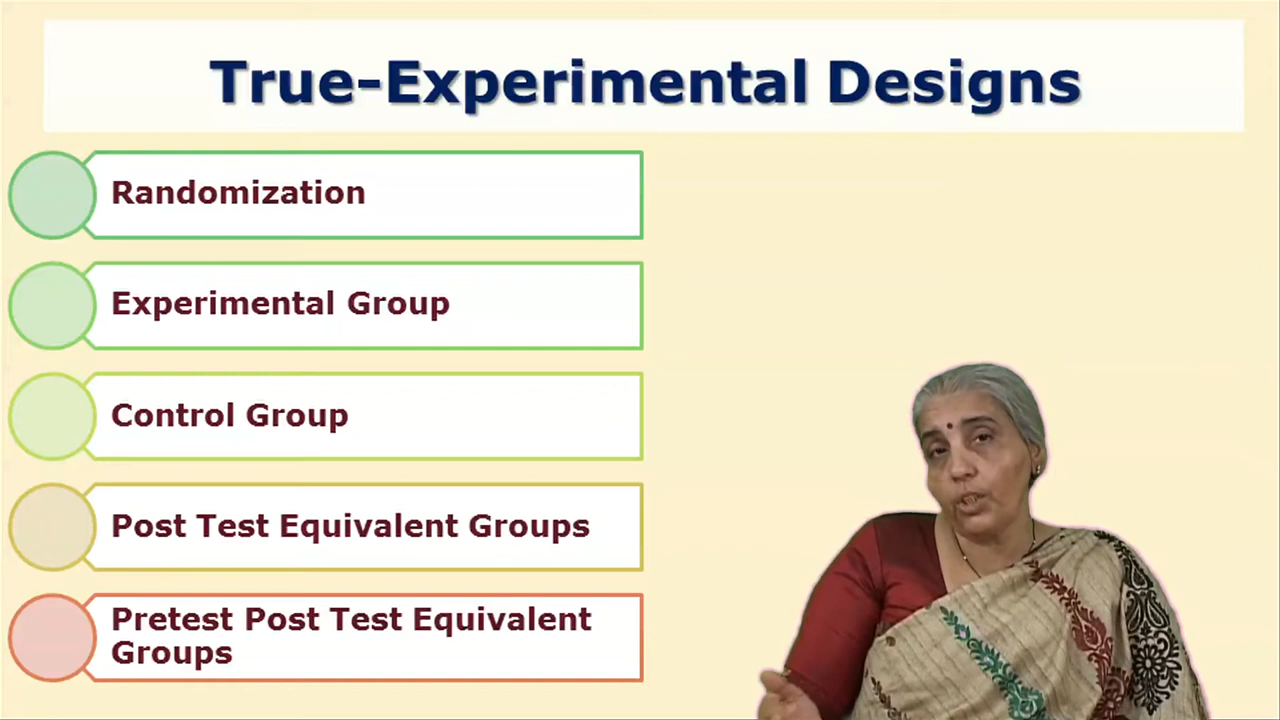 True-Experimental Designs
Randomization
Experimental Group
Control Group
Post Test Equivalent Groups
Pretest Post Test Equivalent
Groups